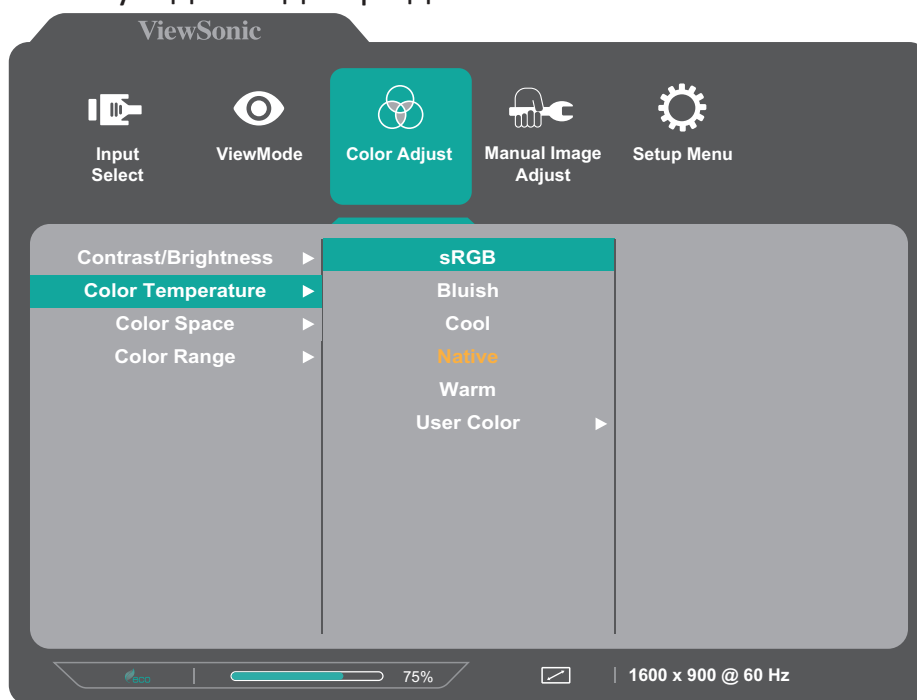 ViewSonic
Input Select
ViewMode
Color Adjust
Manual Image Adjust
Setup Menu
Contrast/Brightness
Color Temperature
Color Space
Color Range
sRGB
Bluish
Cool
Native
Warm
User Color
eco
75%
1600 x 900 @ 60 Hz